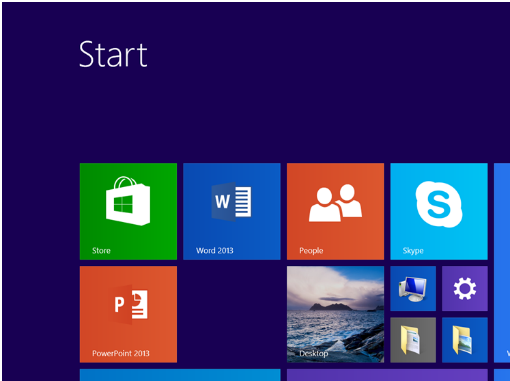 Start
Store
Word 2013
People
Skype
PowerPoint 2013
Desktop